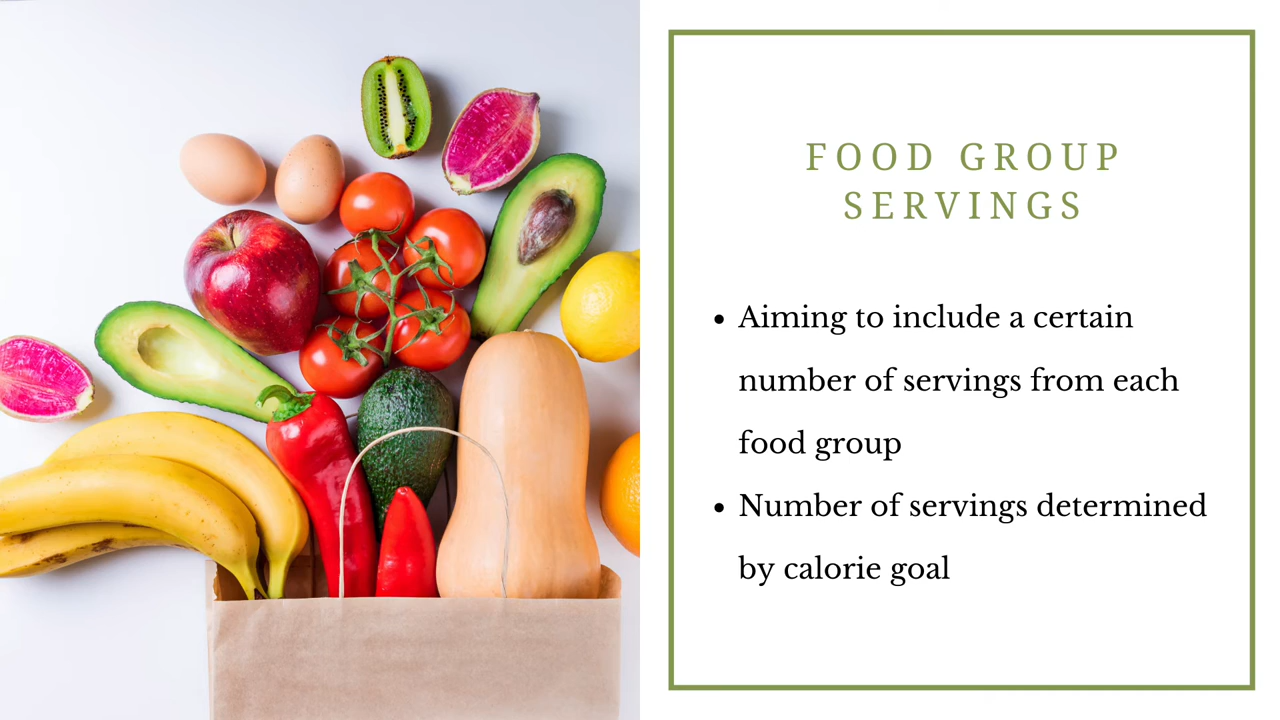 FOOD GROUP
SERVINGS
• Aiming to include a certain
number of servings from each
food group
• Number of servings determined
by calorie goal